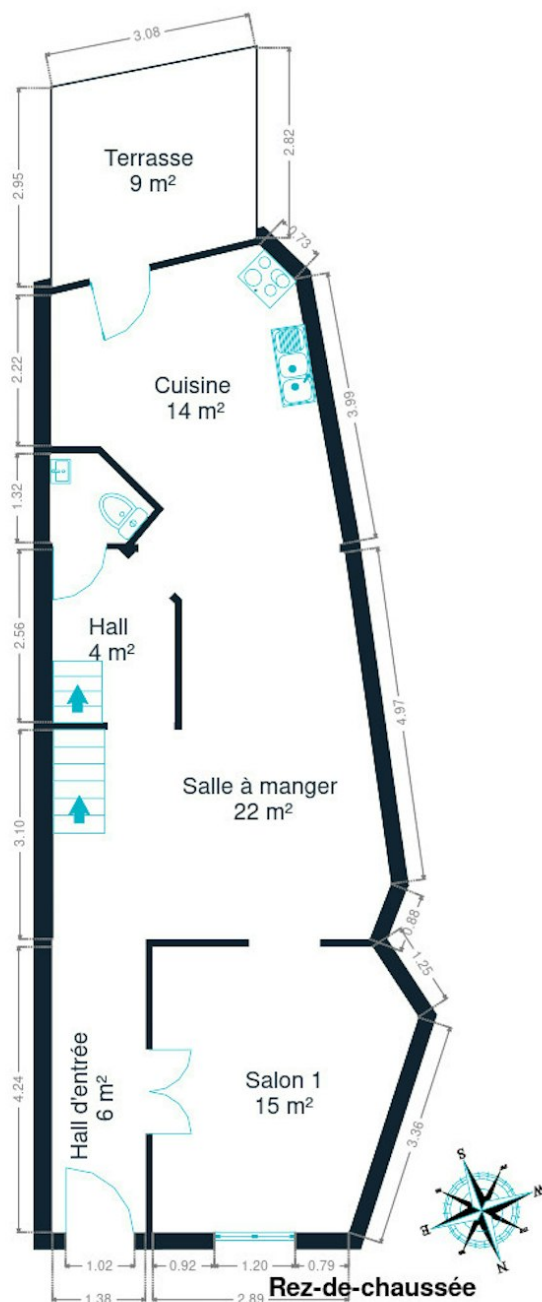 3.08
2.95
2.82
Terrasse
9 m²
0.73
2.22
Cuisine
14 m²
3.99
1.32
2.56
Hall
4 m²
4.97
3.10
Salle à manger
22 m²
0.88
1.25
4.24
Hall d'entrée
6 m²
Salon 1
15 m²
3.36
S
W
E
N
1.02
0.92
1.20
0.79
1.38
2.89
Rez-de-chaussée